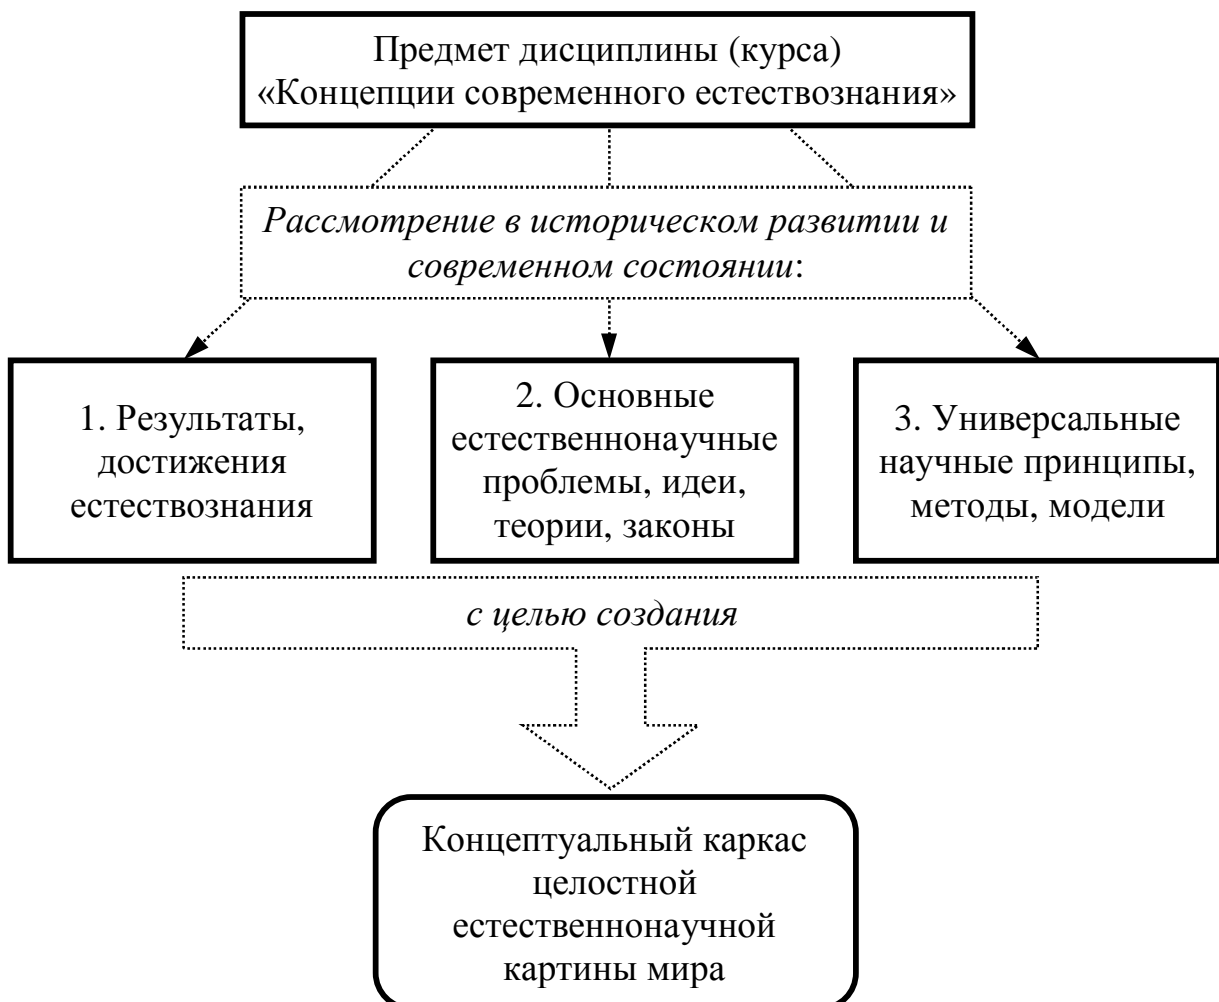 Предмет дисциплины (курса)
«Концепции современного естествознания»
Рассмотрение в историческом развитии и
современном состоянии:
1. Результаты,
достижения
естествознания
2. Основные
естественнонаучные
проблемы, идеи,
теории, законы
3. Универсальные
научные принципы,
методы, модели
с целью создания
Концептуальный каркас
целостной
естественнонаучной
картины мира